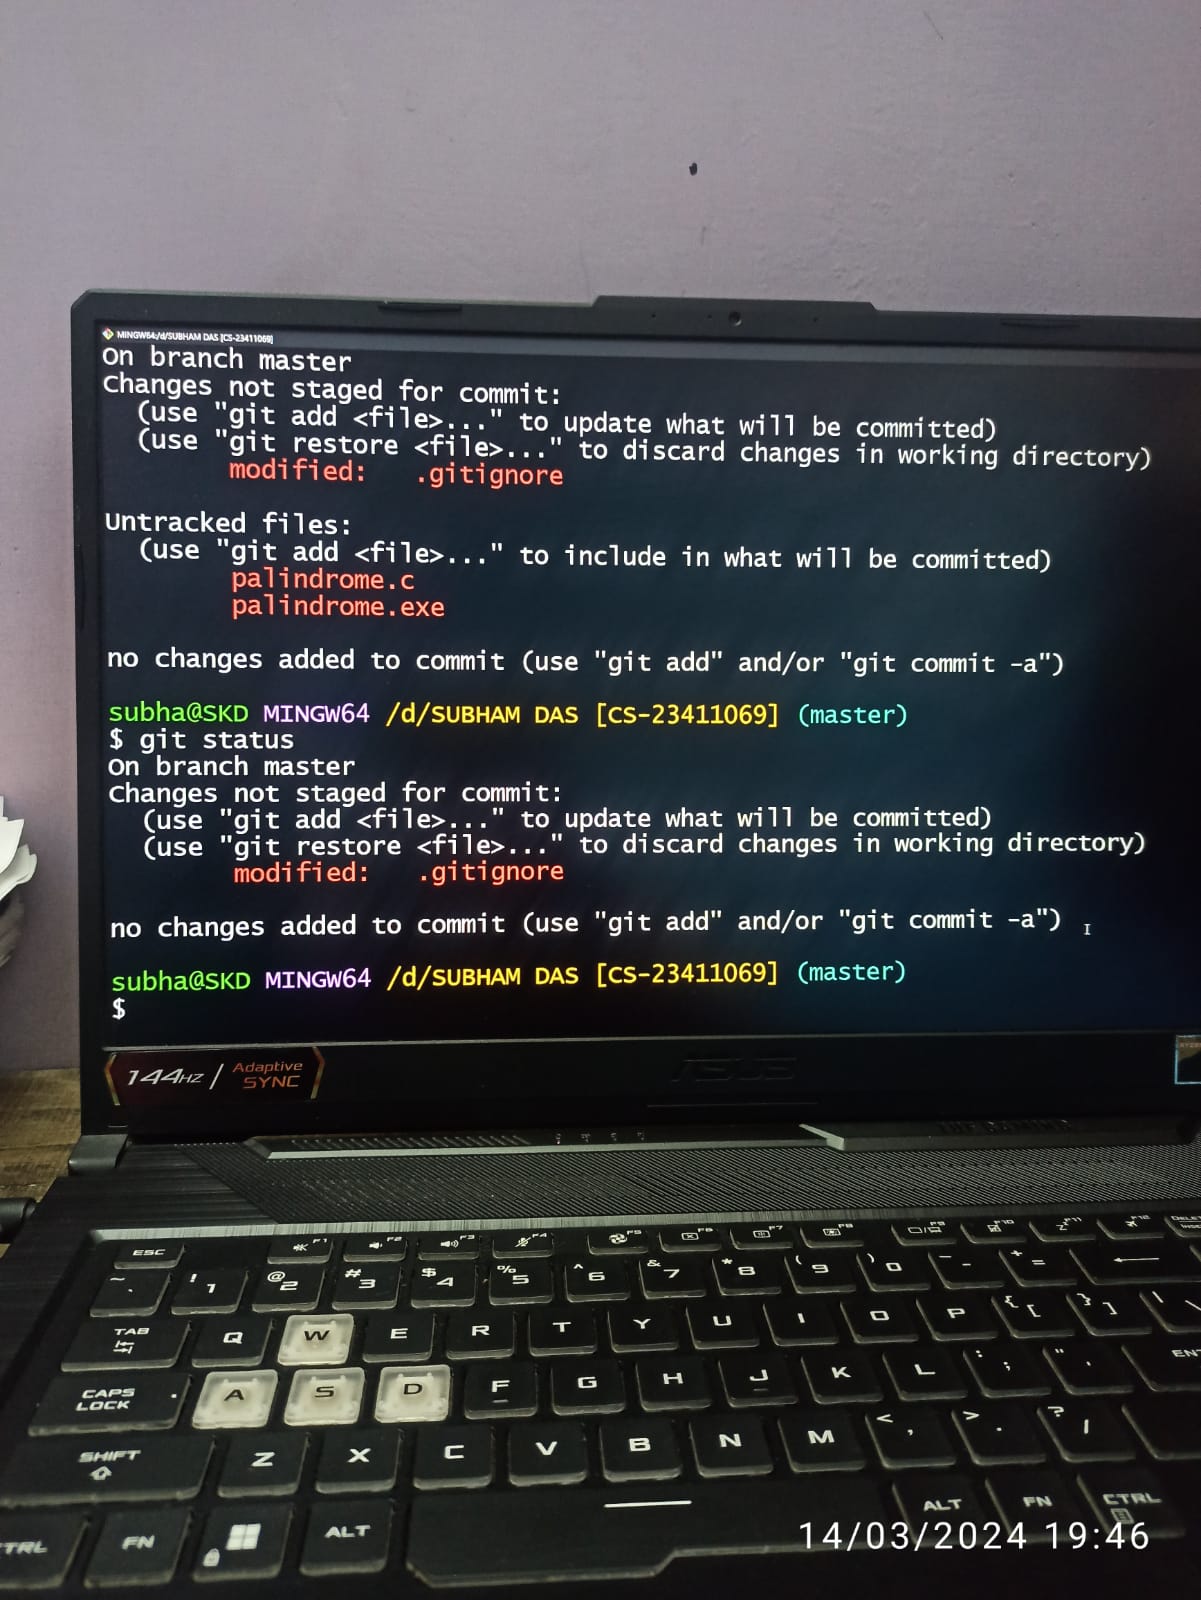 MINGW64:/d/SUBHAM DAS [CS-23411069]
On branch master
Changes not staged for commit:
  (use "git add <file>..." to update what will be committed)
  (use "git restore <file>..." to discard changes in working directory)
        modified:   .gitignore
Untracked files:
  (use "git add <file>..." to include in what will be committed)
        palindrome.c
        palindrome.exe
no changes added to commit (use "git add" and/or "git commit -a")
subha@SKD MINGW64 /d/SUBHAM DAS [CS-23411069] (master)
$ git status
On branch master
Changes not staged for commit:
  (use "git add <file>..." to update what will be committed)
  (use "git restore <file>..." to discard changes in working directory)
        modified:   .gitignore
no changes added to commit (use "git add" and/or "git commit -a")
subha@SKD MINGW64 /d/SUBHAM DAS [CS-23411069] (master)
$
144HZ / Adaptive SYNC
ASUS
ESC F1 F2 F3 F4 F5 F6 F7 F8 F9 F10 F11 F12
~ ! 1 @ 2 # 3 $ 4 % 5 ^ 6 & 7 * 8 ( 9 ) 0 _ - + =
TAB Q W E R T Y U I O P { [ } ]
CAPS LOCK A S D F G H J K L : ; " '
SHIFT Z X C V B N M < , > . ? /
FN ALT ALT FN CTRL
14/03/2024 19:46